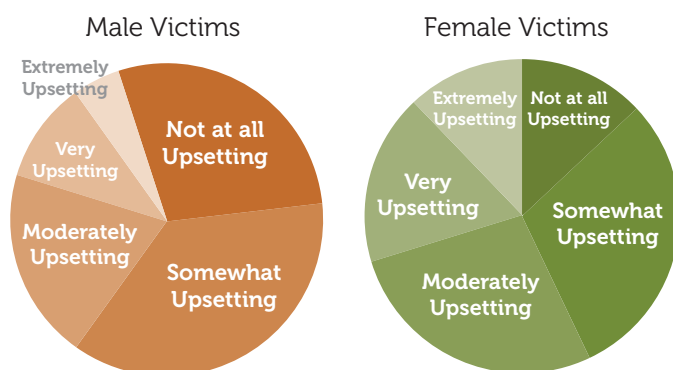 Male Victims
Extremely
Upsetting
Not at all
Upsetting
Very
Upsetting
Moderately
Upsetting
Somewhat
Upsetting
Female Victims
Extremely
Upsetting
Not at all
Upsetting
Very
Upsetting
Somewhat
Upsetting
Moderately
Upsetting